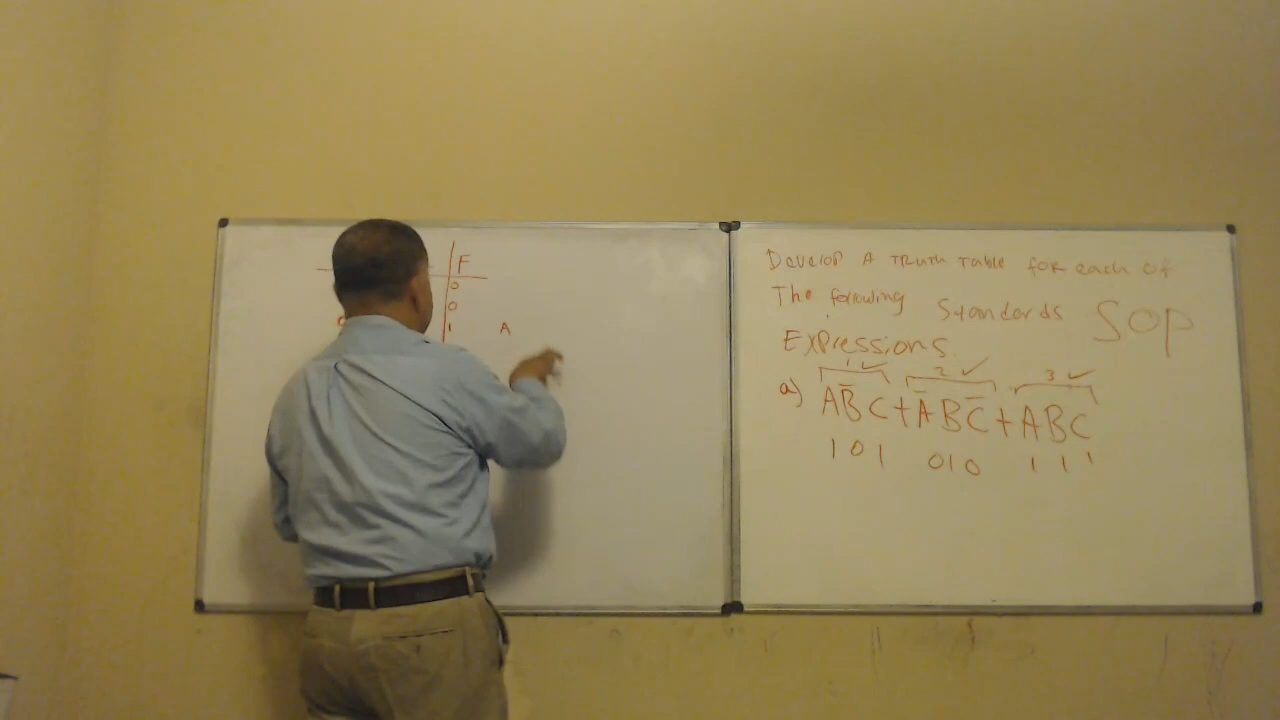 F
0
0
1 A
Develop A Truth Table for each of
The following Standards SOP
Expressions
1✓ 2✓ 3✓
a) AB̅C + A̅BC̅ + ABC
101 010 111